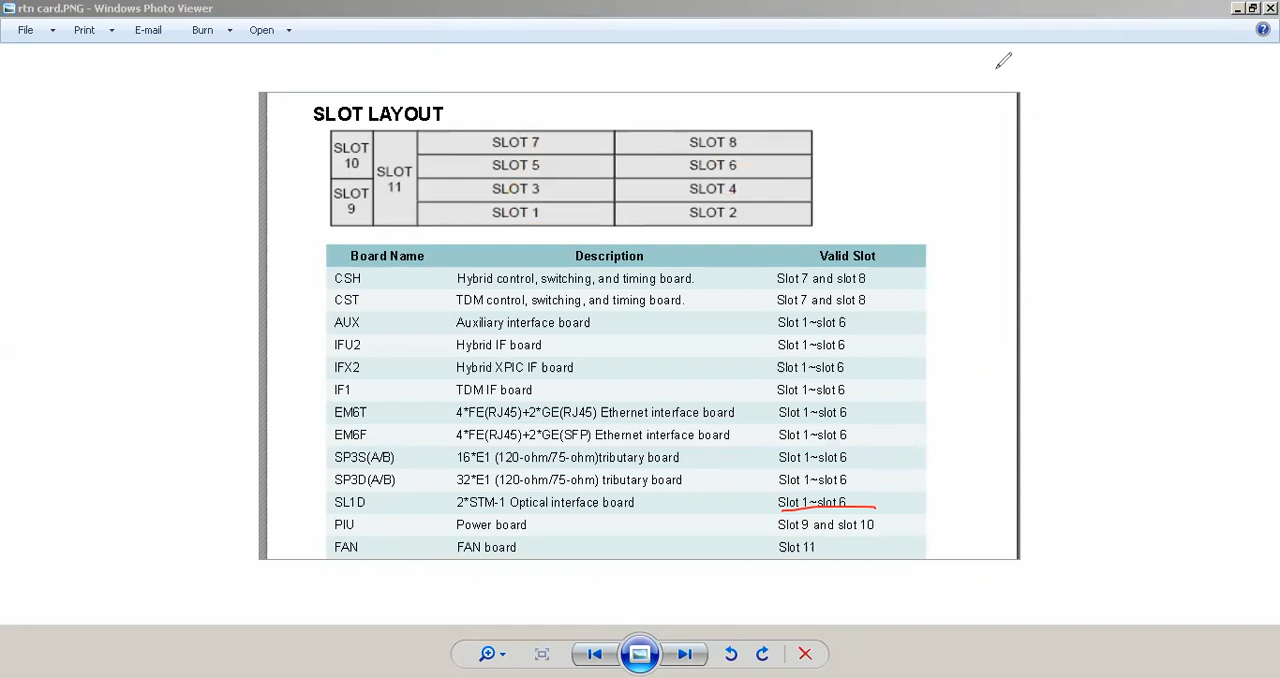 rtn card.PNG - Windows Photo Viewer
File Print E-mail Burn Open
SLOT LAYOUT
SLOT 10
SLOT 9
SLOT 11
SLOT 7 SLOT 8
SLOT 5 SLOT 6
SLOT 3 SLOT 4
SLOT 1 SLOT 2
Board Name Description Valid Slot
CSH Hybrid control, switching, and timing board. Slot 7 and slot 8
CST TDM control, switching, and timing board. Slot 7 and slot 8
AUX Auxiliary interface board Slot 1~slot 6
IFU2 Hybrid IF board Slot 1~slot 6
IFX2 Hybrid XPIC IF board Slot 1~slot 6
IF1 TDM IF board Slot 1~slot 6
EM6T 4*FE(RJ45)+2*GE(RJ45) Ethernet interface board Slot 1~slot 6
EM6F 4*FE(RJ45)+2*GE(SFP) Ethernet interface board Slot 1~slot 6
SP3S(A/B) 16*E1 (120-ohm/75-ohm)tributary board Slot 1~slot 6
SP3D(A/B) 32*E1 (120-ohm/75-ohm) tributary board Slot 1~slot 6
SL1D 2*STM-1 Optical interface board Slot 1~slot 6
PIU Power board Slot 9 and slot 10
FAN FAN board Slot 11